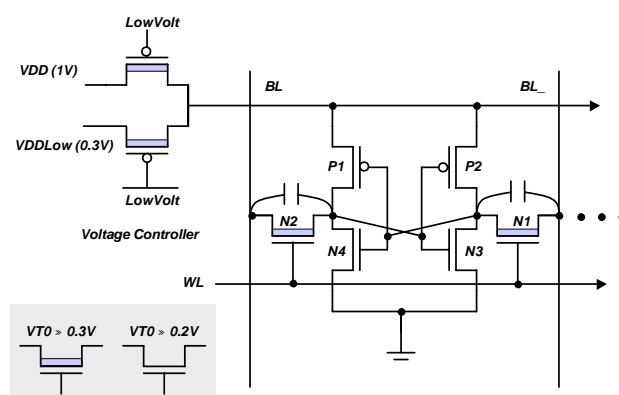 LowVolt
VDD (1V)
BL
BL_
VDDLow (0.3V)
P1
P2
LowVolt
N2
N1
Voltage Controller
N4
N3
WL
VT0 » 0.3V
VT0 » 0.2V